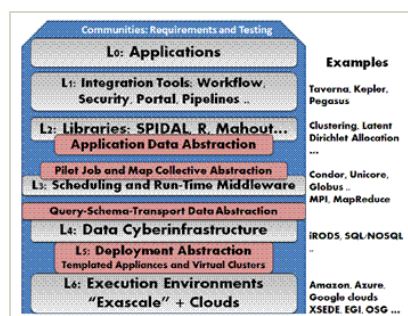 Communities: Requirements and Testing
L0: Applications
L1: Integration Tools: Workflow,
Security, Portal, Pipelines ..
L2: Libraries: SPIDAL, R, Mahout...
Application Data Abstraction
Pilot Job and Map Collective Abstraction
L3: Scheduling and Run-Time Middleware
Query-Schema-Transport Data Abstraction
L4: Data Cyberinfrastructure
L5: Deployment Abstraction
Templated Appliances and Virtual Clusters
L6: Execution Environments
"Exascale" + Clouds
Examples
Taverna, Kepler,
Pegasus
Clustering, Latent
Dirichlet Allocation
...
Condor, Unicore,
Globus ..
MPI, MapReduce
iRODS, SQL/NOSQL
..
Amazon, Azure,
Google clouds
XSEDE, EGI, OSG ...